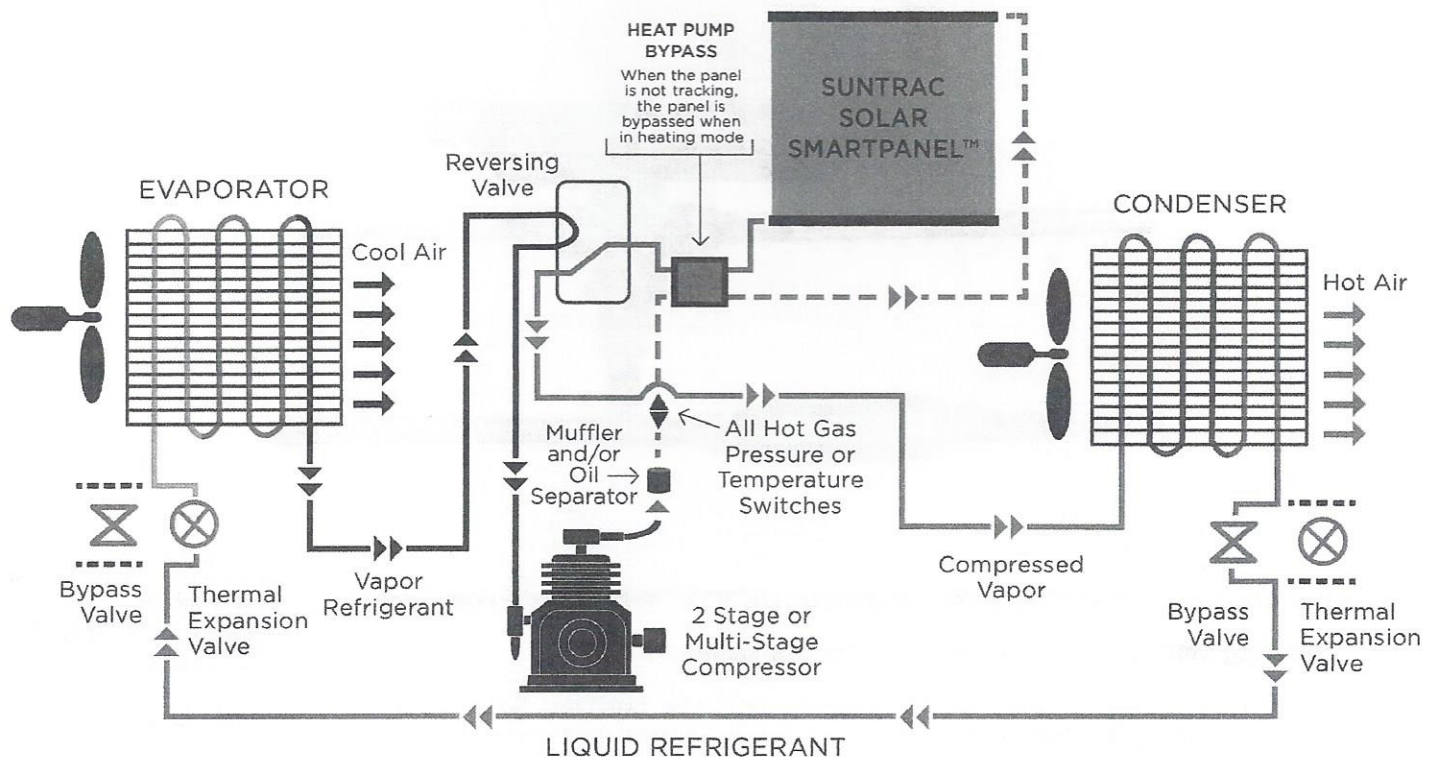 HEAT PUMP
BYPASS
When the panel
is not tracking,
the panel is
bypassed when
in heating mode
SUNTRAC
SOLAR
SMARTPANEL™
Reversing
Valve
EVAPORATOR
Cool Air
CONDENSER
Hot Air
Muffler
and/or
Oil
Separator
All Hot Gas
Pressure or
Temperature
Switches
Bypass
Valve
Thermal
Expansion
Valve
Vapor
Refrigerant
2 Stage or
Multi-Stage
Compressor
Compressed
Vapor
Bypass
Valve
Thermal
Expansion
Valve
LIQUID REFRIGERANT